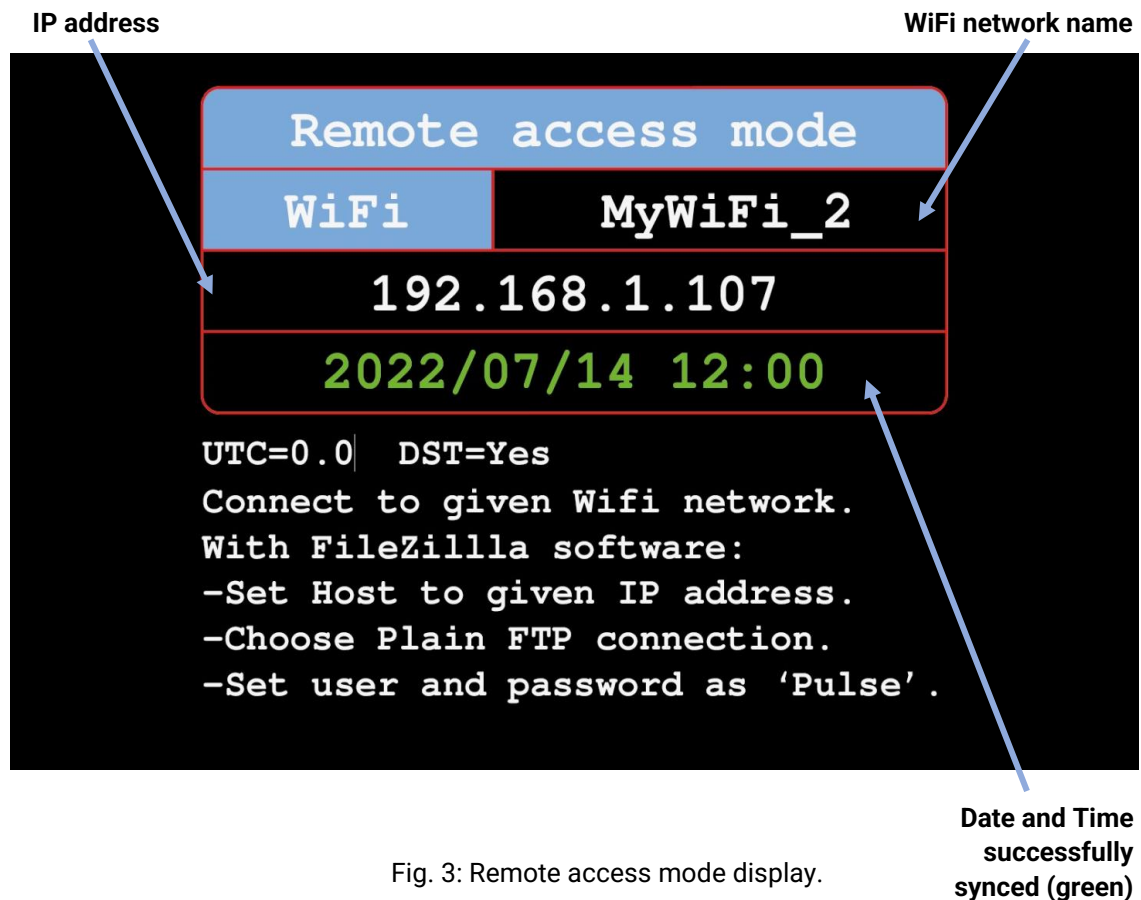 IP address
WiFi network name
Remote access mode
WiFi MyWiFi_2
192.168.1.107
2022/07/14 12:00
UTC=0.0 DST=Yes
Connect to given Wifi network.
With FileZillla software:
-Set Host to given IP address.
-Choose Plain FTP connection.
-Set user and password as ‘Pulse’.
Date and Time
successfully
synced (green)
Fig. 3: Remote access mode display.